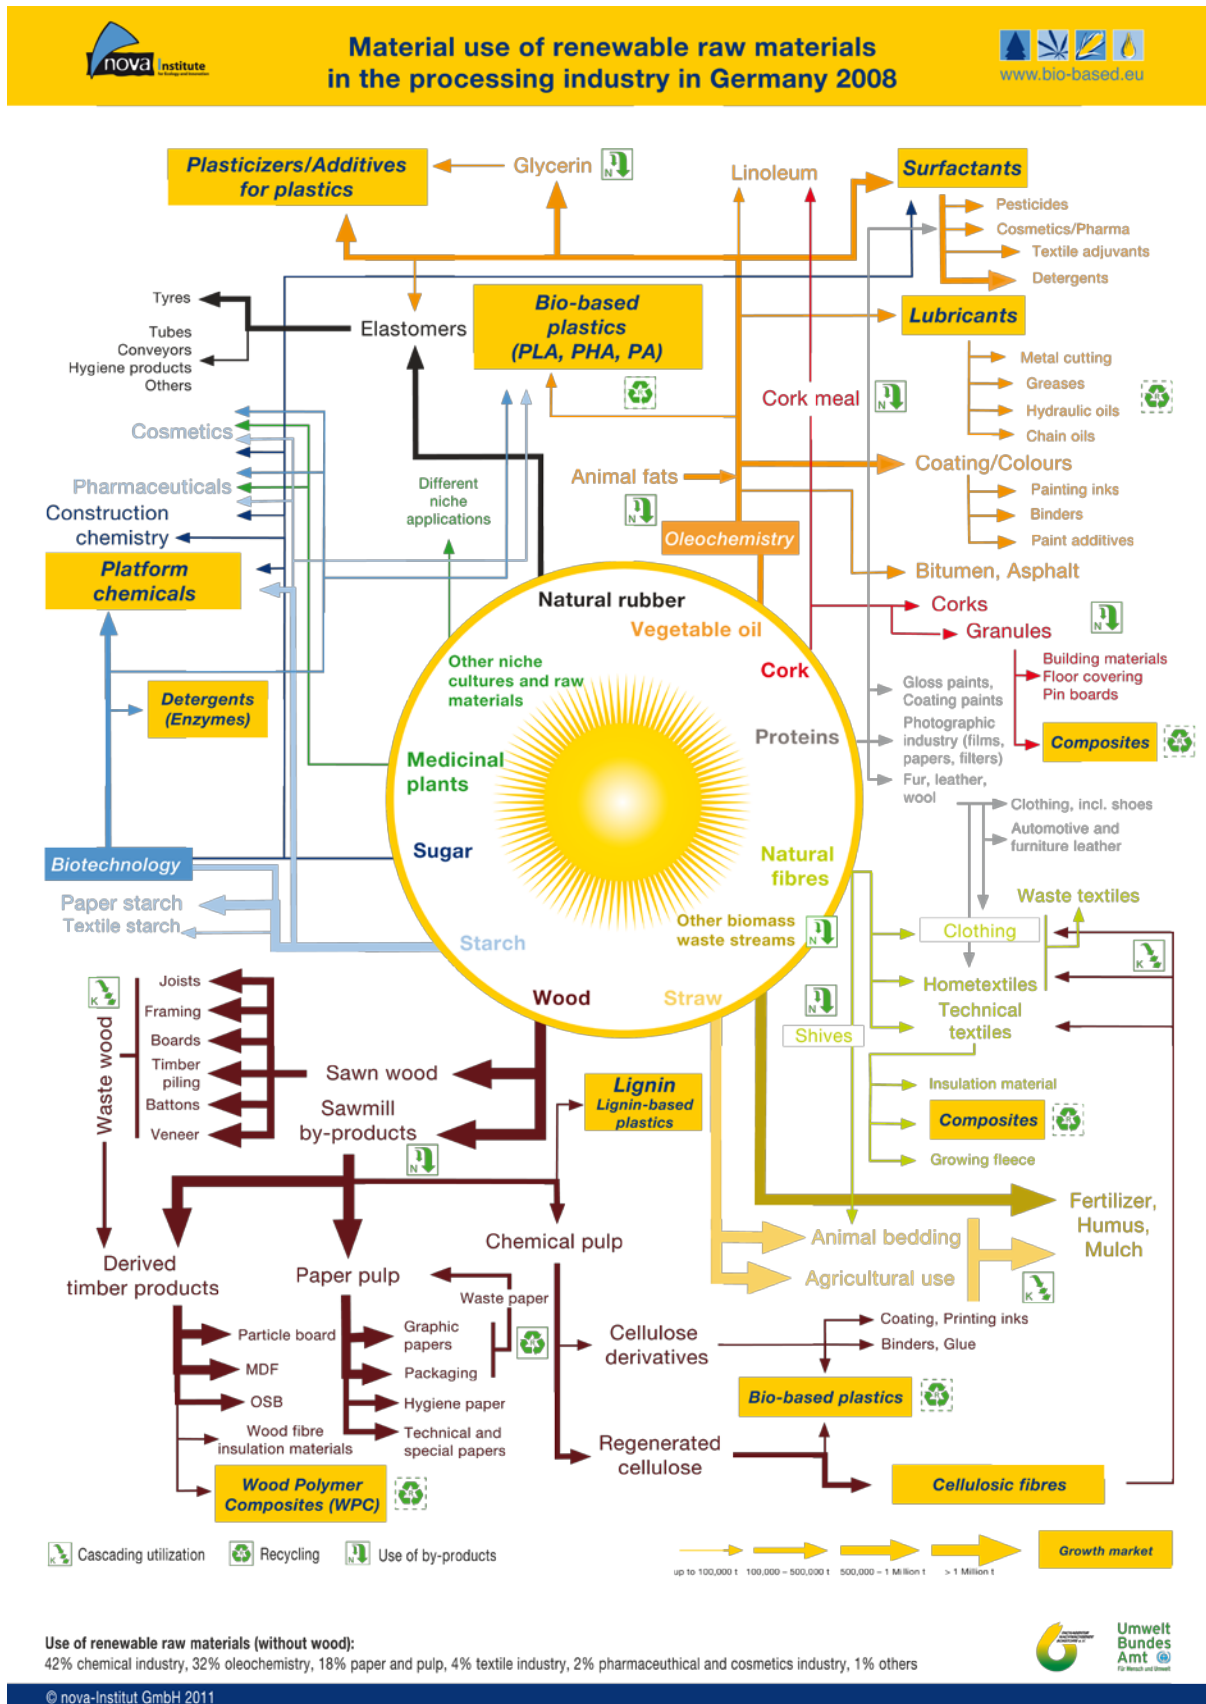 nova Institute
for Ecology and Innovation
Material use of renewable raw materials
in the processing industry in Germany 2008
www.bio-based.eu
Plasticizers/Additives
for plastics
Glycerin
N
Linoleum
Surfactants
Pesticides
Cosmetics/Pharma
Textile adjuvants
Detergents
Tyres
Tubes
Conveyors
Hygiene products
Others
Elastomers
Bio-based
plastics
(PLA, PHA, PA)
Lubricants
Metal cutting
Greases
Hydraulic oils
Chain oils
Cork meal
N
Cosmetics
Pharmaceuticals
Construction
chemistry
Platform
chemicals
Different
niche
applications
Animal fats
N
Oleochemistry
Coating/Colours
Painting inks
Binders
Paint additives
Bitumen, Asphalt
Corks
Granules
N
Building materials
Floor covering
Pin boards
Composites
Natural rubber
Vegetable oil
Cork
Other niche
cultures and raw
materials
Proteins
Gloss paints,
Coating paints
Photographic
industry (films,
papers, filters)
Fur, leather,
wool
Clothing, incl. shoes
Automotive and
furniture leather
Detergents
(Enzymes)
Medicinal
plants
Sugar
Natural
fibres
Other biomass
waste streams
N
Starch
Wood
Straw
Biotechnology
Paper starch
Textile starch
Waste textiles
Clothing
K
Hometextiles
Technical
textiles
N
Shives
Insulation material
Composites
Growing fleece
K
Waste wood
Joists
Framing
Boards
Timber
piling
Battons
Veneer
Sawn wood
Sawmill
by-products
N
Lignin
Lignin-based
plastics
Fertilizer,
Humus,
Mulch
Animal bedding
Agricultural use
K
Derived
timber products
Paper pulp
Chemical pulp
Waste paper
Particle board
MDF
OSB
Wood fibre
insulation materials
Wood Polymer
Composites (WPC)
Graphic
papers
Packaging
Hygiene paper
Technical and
special papers
Cellulose
derivatives
Coating, Printing inks
Binders, Glue
Bio-based plastics
Regenerated
cellulose
Cellulosic fibres
K
Cascading utilization
Recycling
N
Use of by-products
up to 100,000 t
100,000 – 500,000 t
500,000 – 1 Million t
> 1 Million t
Growth market
Use of renewable raw materials (without wood):
42% chemical industry, 32% oleochemistry, 18% paper and pulp, 4% textile industry, 2% pharmaceuthical and cosmetics industry, 1% others
Umwelt
Bundes
Amt
Für Mensch und Umwelt
© nova-Institut GmbH 2011